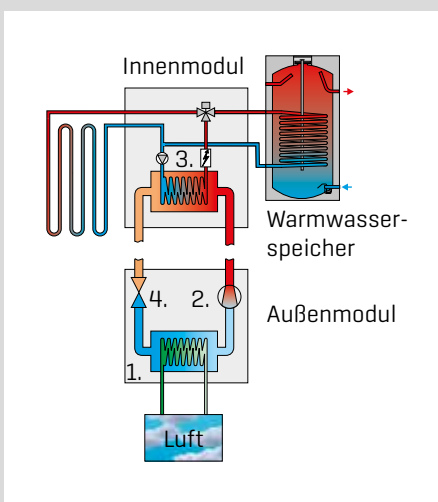 Innenmodul
3.
Warmwasser-
speicher
4.
2.
Außenmodul
1.
Luft